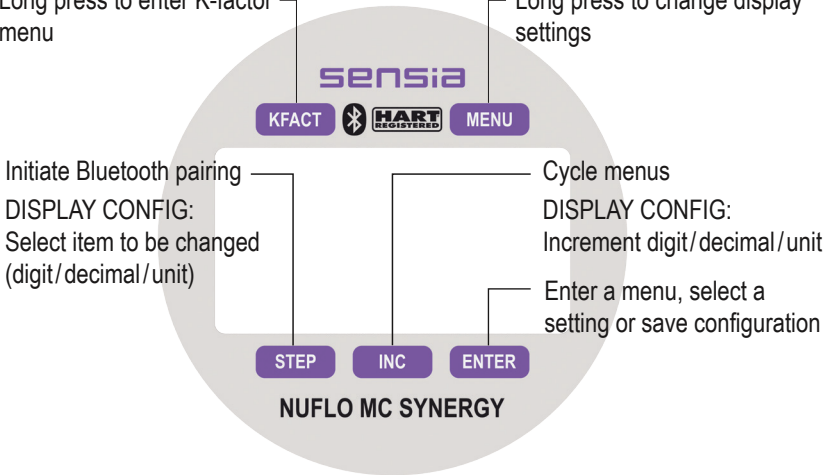 Long press to enter K-factor
menu
Long press to change display
settings
sensia
KFACT HART REGISTERED MENU
Initiate Bluetooth pairing
DISPLAY CONFIG:
Select item to be changed
(digit/decimal/unit)
Cycle menus
DISPLAY CONFIG:
Increment digit/decimal/unit
Enter a menu, select a
setting or save configuration
STEP INC ENTER
NUFLO MC SYNERGY